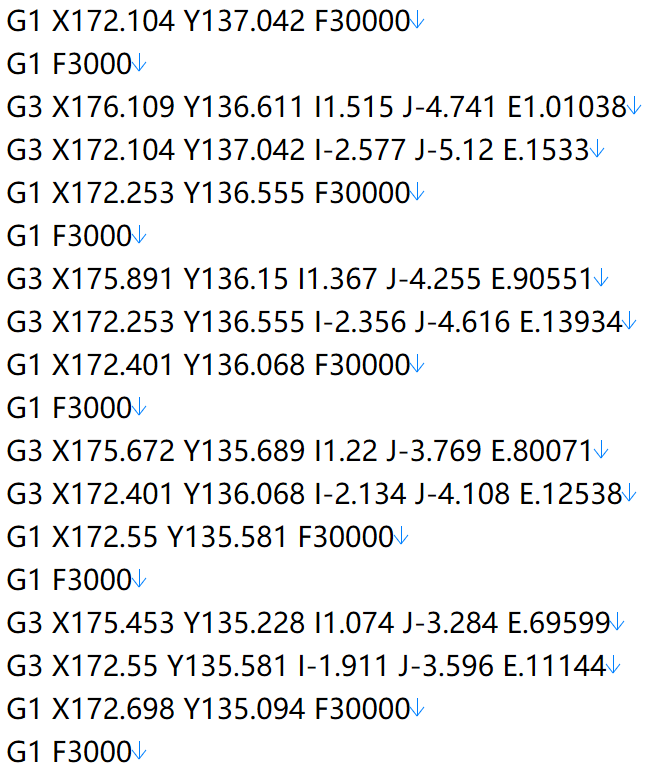 G1 X172.104 Y137.042 F30000↓
G1 F3000↓
G3 X176.109 Y136.611 I1.515 J-4.741 E1.01038↓
G3 X172.104 Y137.042 I-2.577 J-5.12 E.1533↓
G1 X172.253 Y136.555 F30000↓
G1 F3000↓
G3 X175.891 Y136.15 I1.367 J-4.255 E.90551↓
G3 X172.253 Y136.555 I-2.356 J-4.616 E.13934↓
G1 X172.401 Y136.068 F30000↓
G1 F3000↓
G3 X175.672 Y135.689 I1.22 J-3.769 E.80071↓
G3 X172.401 Y136.068 I-2.134 J-4.108 E.12538↓
G1 X172.55 Y135.581 F30000↓
G1 F3000↓
G3 X175.453 Y135.228 I1.074 J-3.284 E.69599↓
G3 X172.55 Y135.581 I-1.911 J-3.596 E.11144↓
G1 X172.698 Y135.094 F30000↓
G1 F3000↓